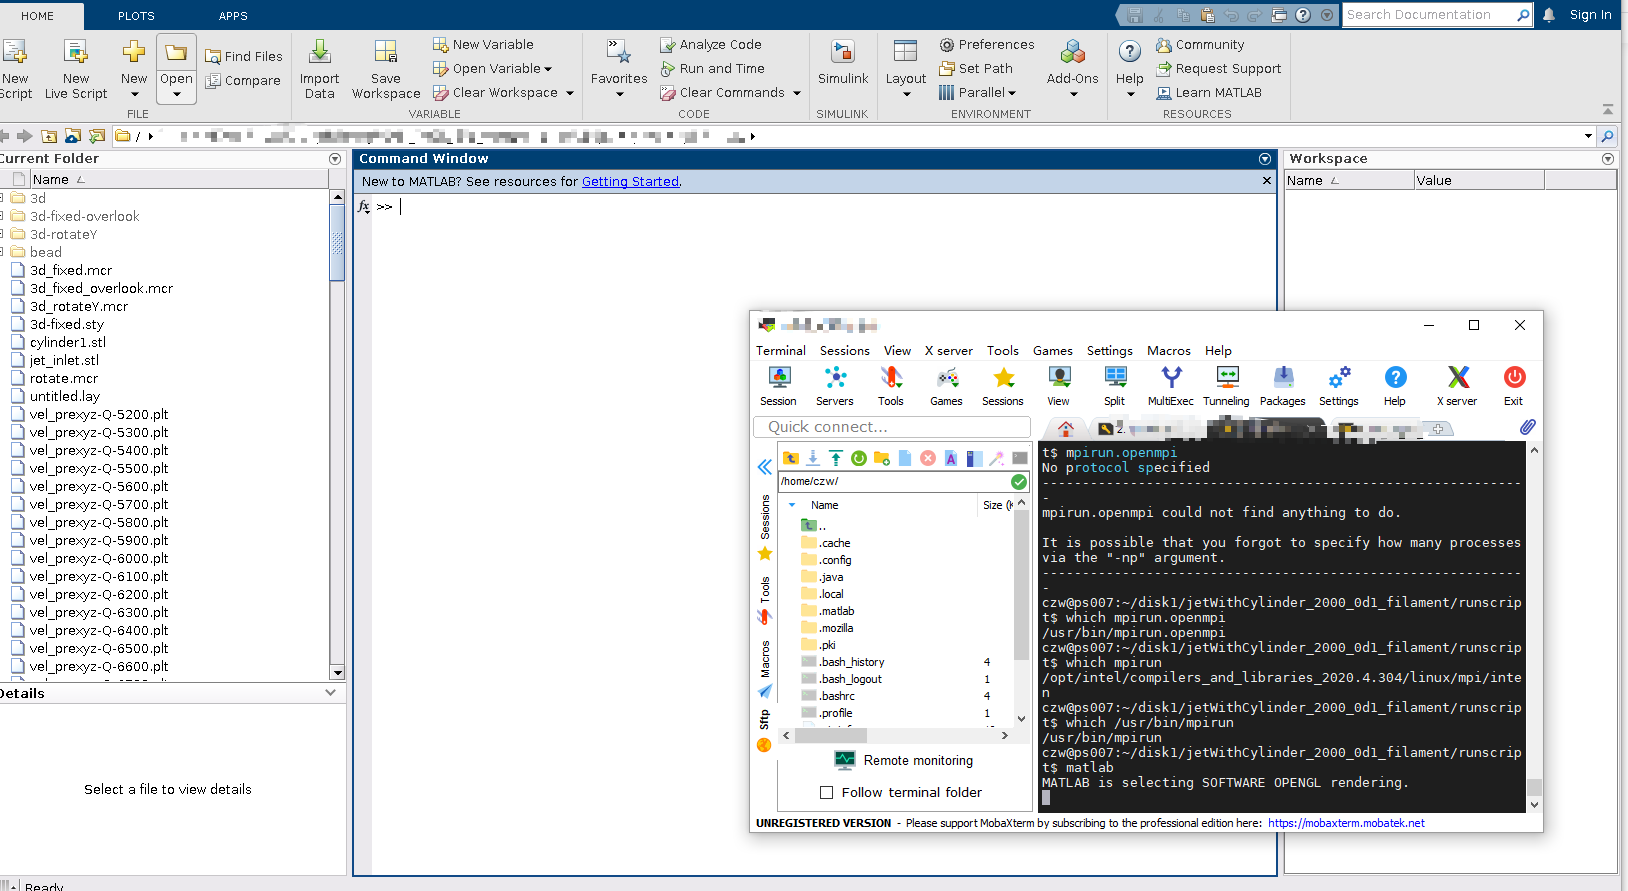 HOME PLOTS APPS
Search Documentation Sign In
New Script
New Live Script
New
Open
Find Files
Compare
FILE
Import Data
Save Workspace
New Variable
Open Variable
Clear Workspace
VARIABLE
Favorites
Analyze Code
Run and Time
Clear Commands
CODE
Simulink
SIMULINK
Layout
Preferences
Set Path
Parallel
Add-Ons
ENVIRONMENT
Help
Community
Request Support
Learn MATLAB
RESOURCES
/
Current Folder
Name
3d
3d-fixed-overlook
3d-rotateY
bead
3d_fixed.mcr
3d_fixed_overlook.mcr
3d_rotateY.mcr
3d-fixed.sty
cylinder1.stl
jet_inlet.stl
rotate.mcr
untitled.lay
vel_prexyz-Q-5200.plt
vel_prexyz-Q-5300.plt
vel_prexyz-Q-5400.plt
vel_prexyz-Q-5500.plt
vel_prexyz-Q-5600.plt
vel_prexyz-Q-5700.plt
vel_prexyz-Q-5800.plt
vel_prexyz-Q-5900.plt
vel_prexyz-Q-6000.plt
vel_prexyz-Q-6100.plt
vel_prexyz-Q-6200.plt
vel_prexyz-Q-6300.plt
vel_prexyz-Q-6400.plt
vel_prexyz-Q-6500.plt
vel_prexyz-Q-6600.plt
Details
Select a file to view details
Ready
Command Window
New to MATLAB? See resources for Getting Started.
fx >>
Workspace
Name Value
Terminal Sessions View X server Tools Games Settings Macros Help
Session Servers Tools Games Sessions View Split MultiExec Tunneling Packages Settings Help X server Exit
Quick connect...
2.
Sessions
Tools
Macros
Sftp
/home/czw/
Name Size (K
..
.cache
.config
.java
.local
.matlab
.mozilla
.pki
.bash_history 4
.bash_logout 1
.bashrc 4
.profile 1
Remote monitoring
Follow terminal folder
t$ mpirun.openmpi
No protocol specified
--------------------------------------------------------------
-
mpirun.openmpi could not find anything to do.
It is possible that you forgot to specify how many processes
via the "-np" argument.
--------------------------------------------------------------
-
czw@ps007:~/disk1/jetWithCylinder_2000_0d1_filament/runscrip
t$ which mpirun.openmpi
/usr/bin/mpirun.openmpi
czw@ps007:~/disk1/jetWithCylinder_2000_0d1_filament/runscrip
t$ which mpirun
/opt/intel/compilers_and_libraries_2020.4.304/linux/mpi/inte
n
czw@ps007:~/disk1/jetWithCylinder_2000_0d1_filament/runscrip
t$ which /usr/bin/mpirun
/usr/bin/mpirun
czw@ps007:~/disk1/jetWithCylinder_2000_0d1_filament/runscrip
t$ matlab
MATLAB is selecting SOFTWARE OPENGL rendering.
UNREGISTERED VERSION - Please support MobaXterm by subscribing to the professional edition here: https://mobaxterm.mobatek.net